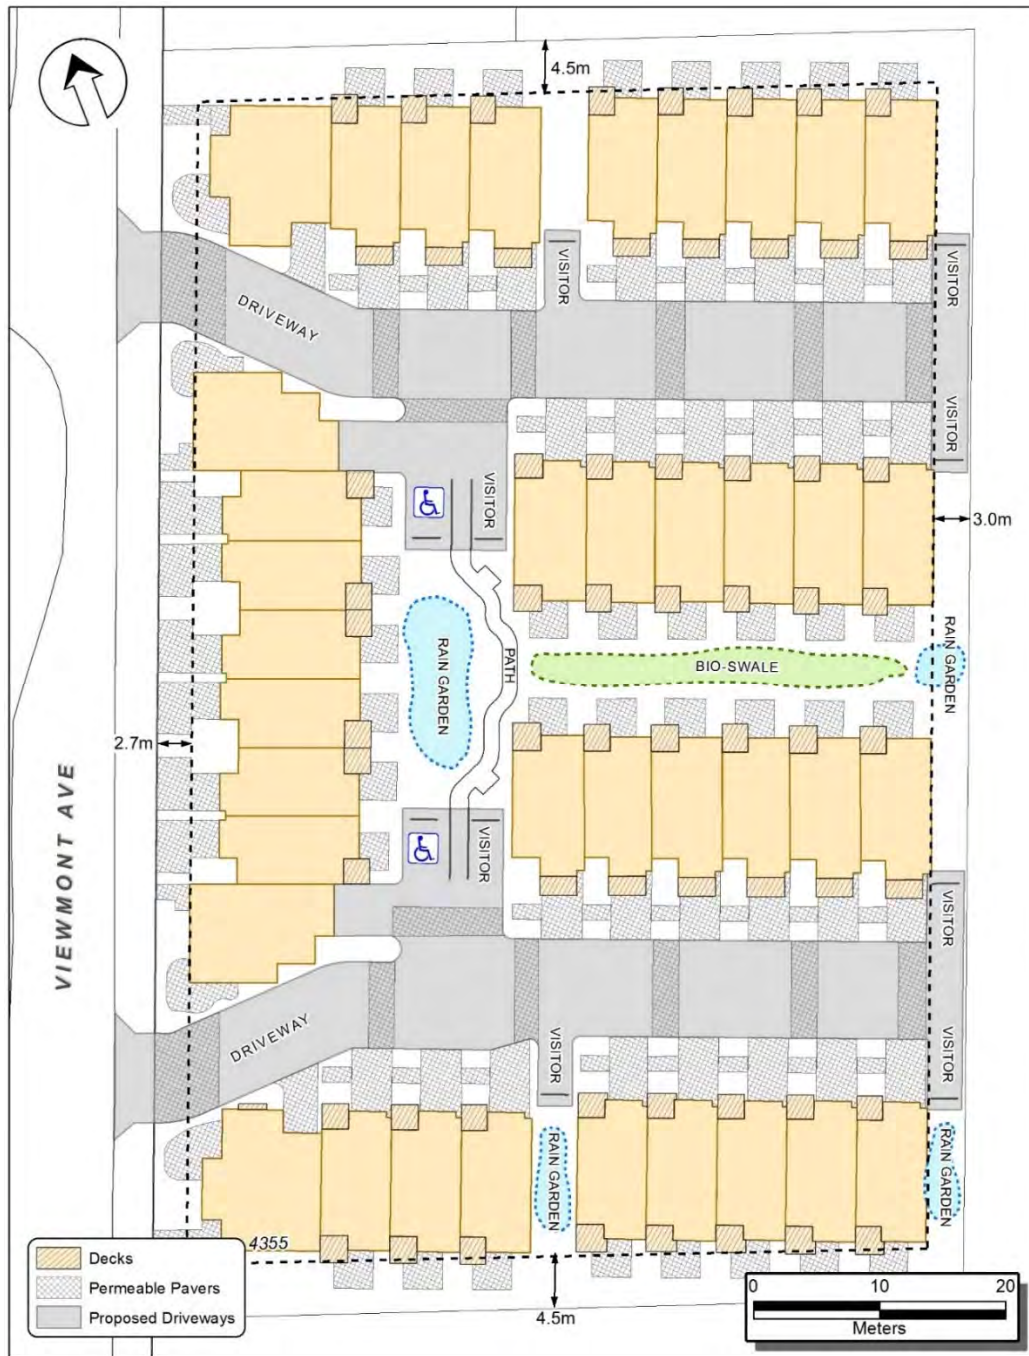 4.5m
VISITOR
VISITOR
DRIVEWAY
VISITOR
VISITOR
3.0m
RAIN GARDEN
PATH
BIO-SWALE
RAIN GARDEN
2.7m
VIEWMONT AVE
VISITOR
VISITOR
DRIVEWAY
VISITOR
VISITOR
RAIN GARDEN
RAIN GARDEN
4355
4.5m
Decks
Permeable Pavers
Proposed Driveways
0 10 20
Meters